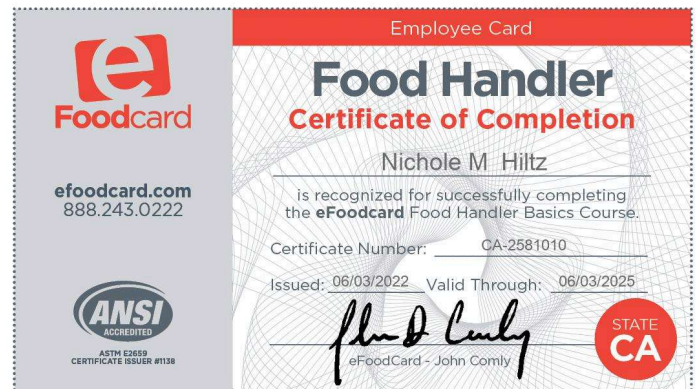 e
Foodcard
efoodcard.com
888.243.0222
ANSI
ACCREDITED
ASTM E2659
CERTIFICATE ISSUER #1138
Employee Card
Food Handler
Certificate of Completion
Nichole M Hiltz
is recognized for successfully completing
the eFoodcard Food Handler Basics Course.
Certificate Number: CA-2581010
Issued: 06/03/2022 Valid Through: 06/03/2025
John D Comly
eFoodCard - John Comly
STATE
CA